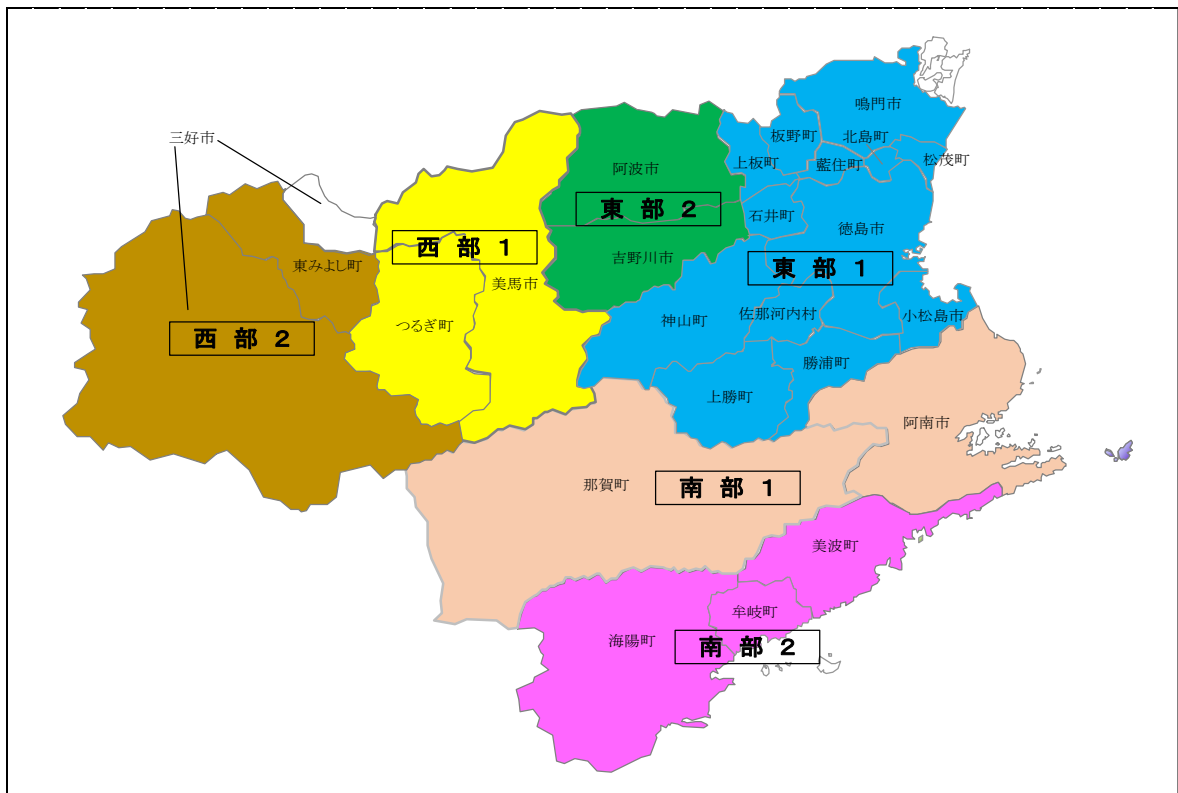 鳴門市
三好市
板野町
北島町
上板町
藍住町
松茂町
阿波市
東部2
石井町
徳島市
西部1
吉野川市
東部1
東みよし町
美馬市
つるぎ町
神山町
佐那河内村
小松島市
西部2
勝浦町
上勝町
阿南市
那賀町
南部1
美波町
牟岐町
海陽町
南部2